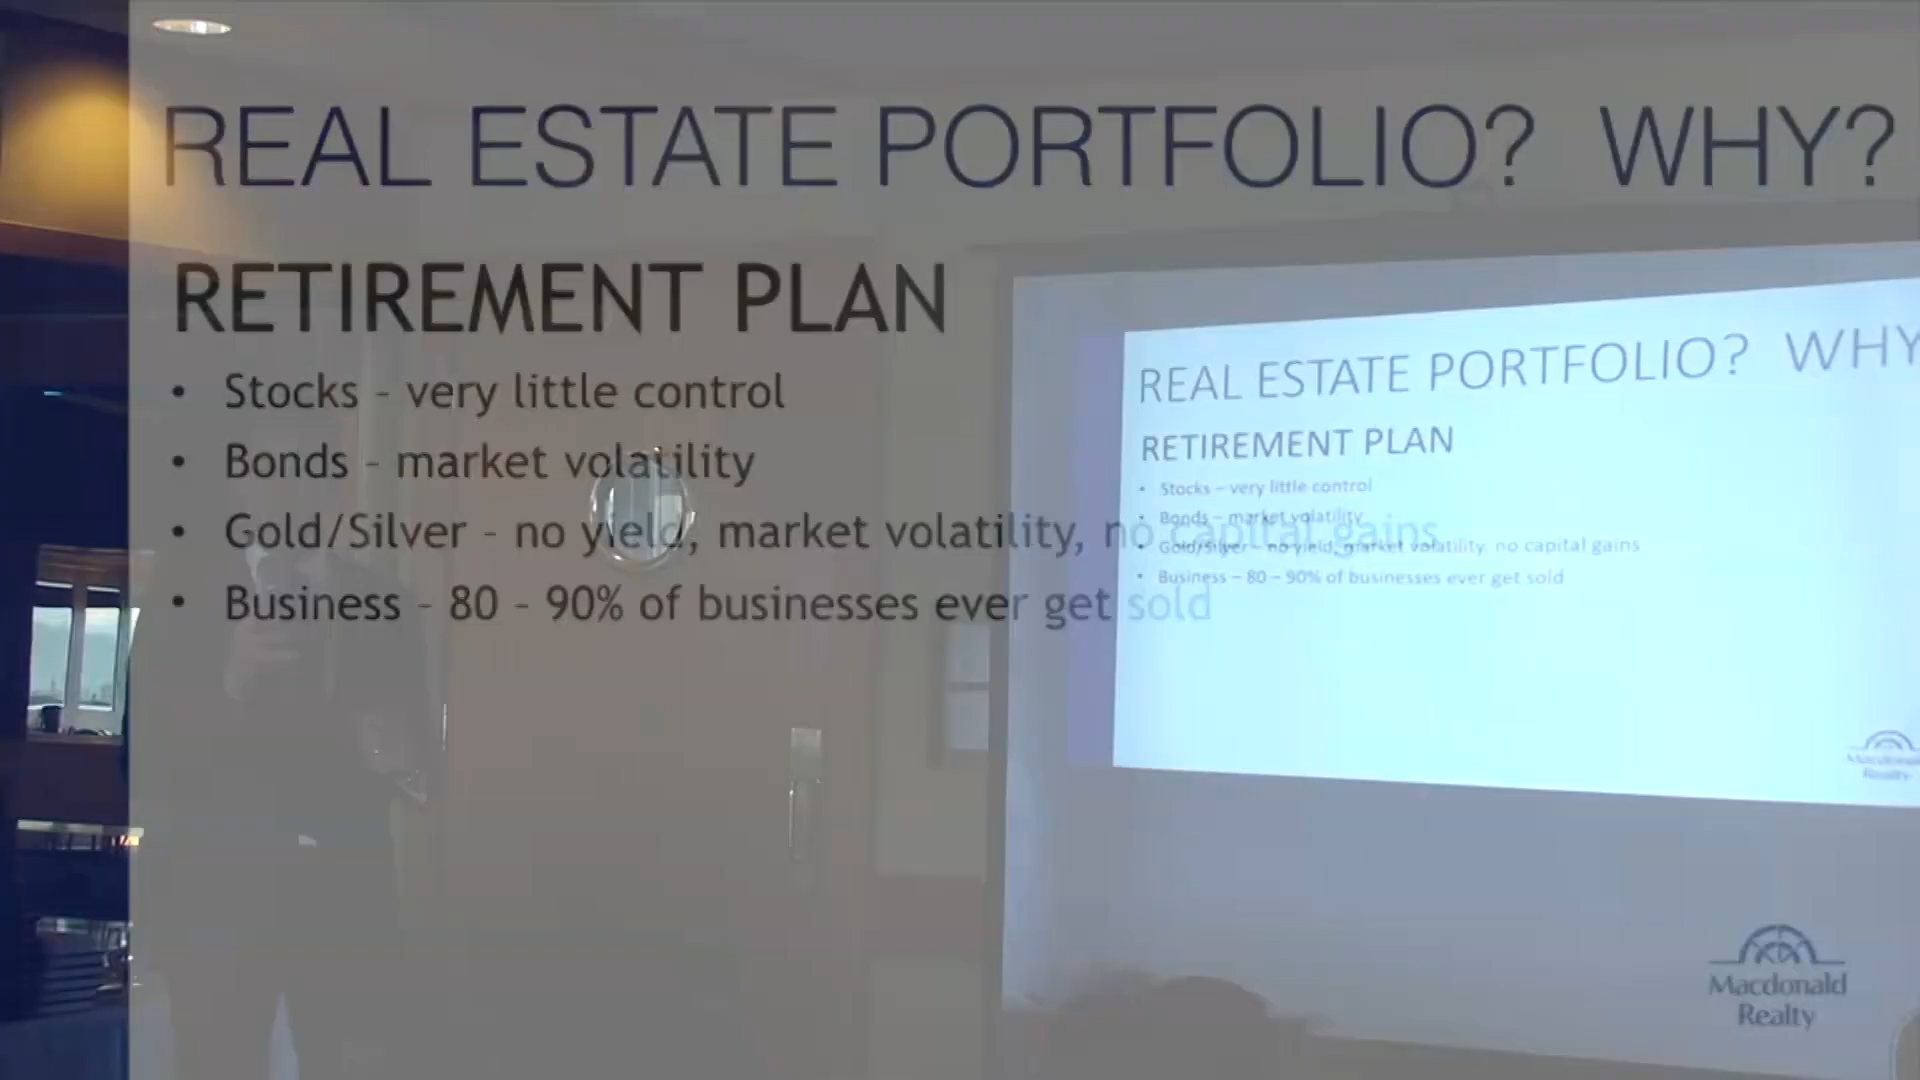 REAL ESTATE PORTFOLIO? WHY?
RETIREMENT PLAN
• Stocks - very little control
• Bonds - market volatility
• Gold/Silver - no yield, market volatility, no capital gains
• Business - 80 - 90% of businesses ever get sold
REAL ESTATE PORTFOLIO? WHY
RETIREMENT PLAN
• Stocks – very little control
• Bonds – market volatility
• Gold/Silver – no yield, market volatility, no capital gains
• Business – 80 – 90% of businesses ever get sold
Macdonald
Realty
Macdonald
Realty